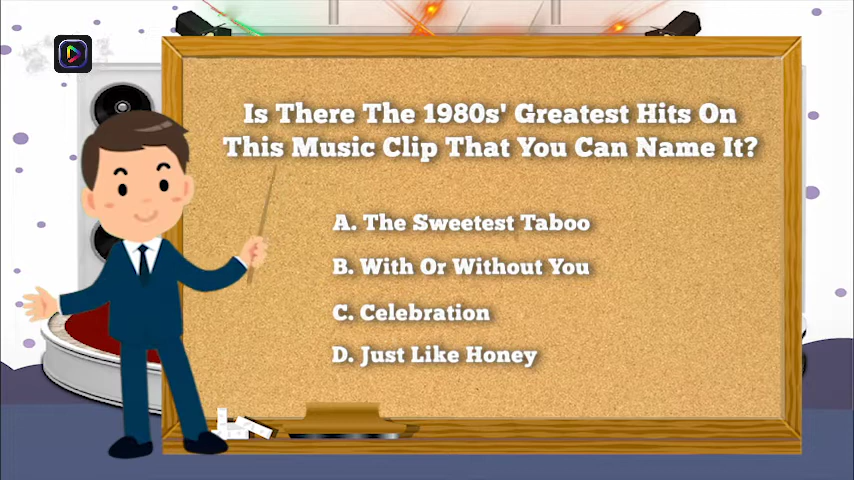 Is There The 1980s' Greatest Hits On
This Music Clip That You Can Name It?
A. The Sweetest Taboo
B. With Or Without You
C. Celebration
D. Just Like Honey